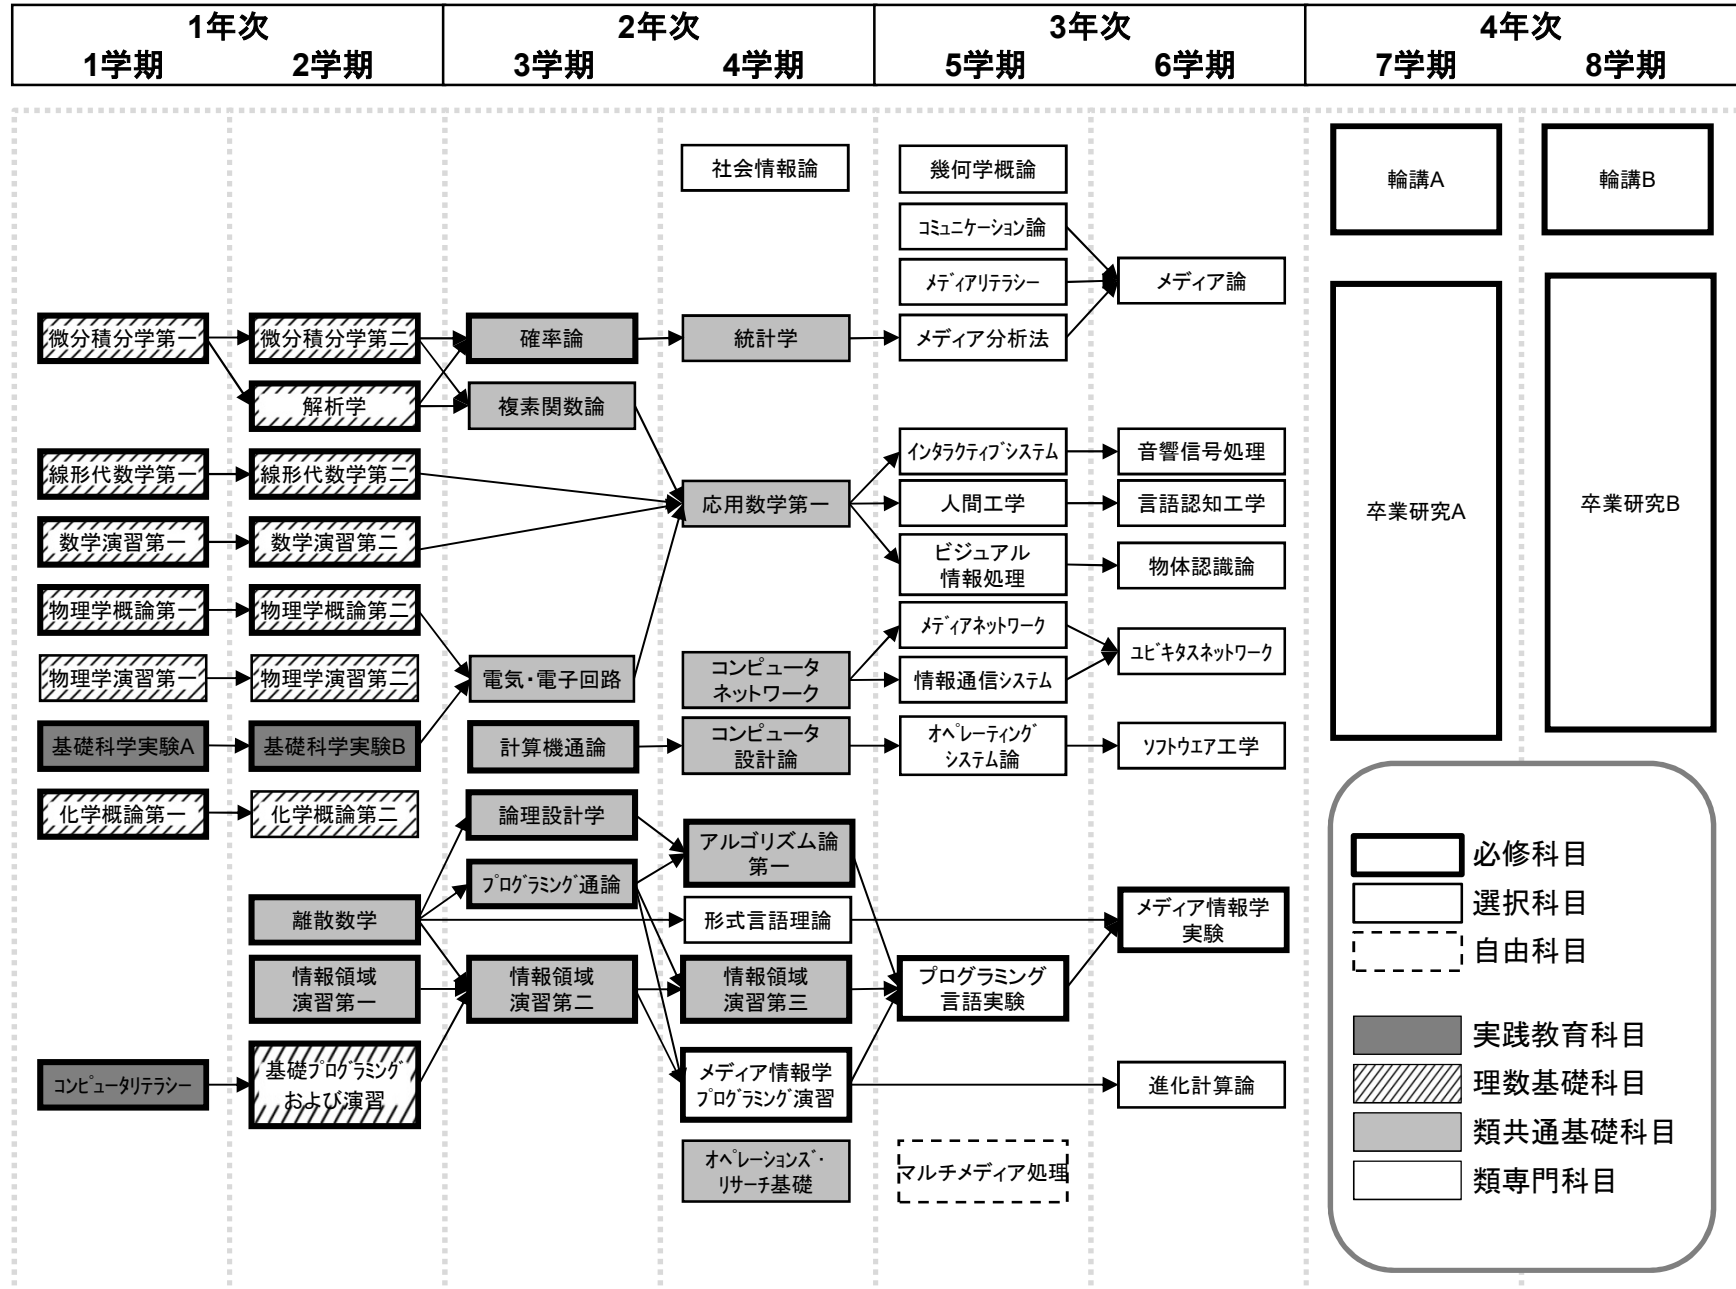 1年次
2年次
3年次
4年次
1学期
2学期
3学期
4学期
5学期
6学期
7学期
8学期
社会情報論
幾何学概論
輪講A
輪講B
コミュニケーション論
メディアリテラシー
メディア論
微分積分学第一
微分積分学第二
確率論
統計学
メディア分析法
解析学
複素関数論
線形代数学第一
線形代数学第二
インタラクティブシステム
音響信号処理
応用数学第一
人間工学
言語認知工学
卒業研究A
卒業研究B
数学演習第一
数学演習第二
ビジュアル
情報処理
物体認識論
物理学概論第一
物理学概論第二
メディアネットワーク
ユビキタスネットワーク
物理学演習第一
物理学演習第二
電気・電子回路
コンピュータ
ネットワーク
情報通信システム
基礎科学実験A
基礎科学実験B
計算機通論
コンピュータ
設計論
オペレーティング
システム論
ソフトウエア工学
化学概論第一
化学概論第二
論理設計学
アルゴリズム論
第一
プログラミング通論
離散数学
形式言語理論
メディア情報学
実験
情報領域
演習第一
情報領域
演習第二
情報領域
演習第三
プログラミング
言語実験
コンピュータリテラシー
基礎プログラミング
および演習
メディア情報学
プログラミング演習
進化計算論
オペレーションズ・
リサーチ基礎
マルチメディア処理
必修科目
選択科目
自由科目
実践教育科目
理数基礎科目
類共通基礎科目
類専門科目